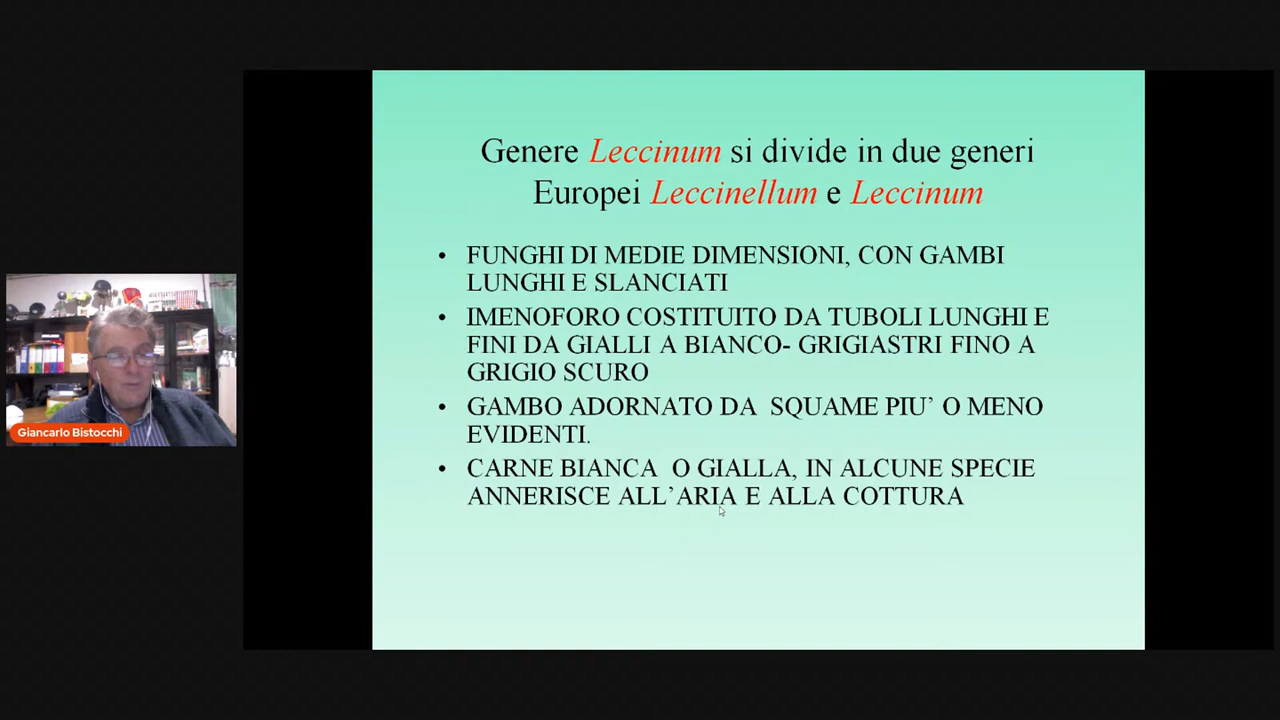 Genere Leccinum si divide in due generi
Europei Leccinellum e Leccinum
• FUNGHI DI MEDIE DIMENSIONI, CON GAMBI
LUNGHI E SLANCIATI
• IMENOFORO COSTITUITO DA TUBOLI LUNGHI E
FINI DA GIALLI A BIANCO- GRIGIASTRI FINO A
GRIGIO SCURO
• GAMBO ADORNATO DA SQUAME PIU’ O MENO
EVIDENTI.
• CARNE BIANCA O GIALLA, IN ALCUNE SPECIE
ANNERISCE ALL’ARIA E ALLA COTTURA
Giancarlo Bistocchi